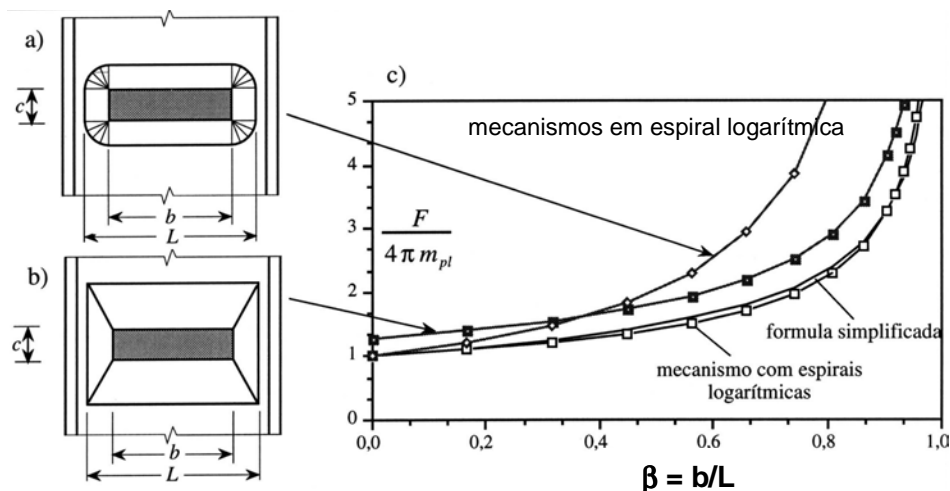 a)
c
b
L
b)
c
b
L
c)
mecanismos em espiral logarítmica
F
4π m_pl
formula simplificada
mecanismo com espirais
logarítmicas
5
4
3
2
1
0
0,0
0,2
0,4
0.6
0,8
1,0
β = b/L